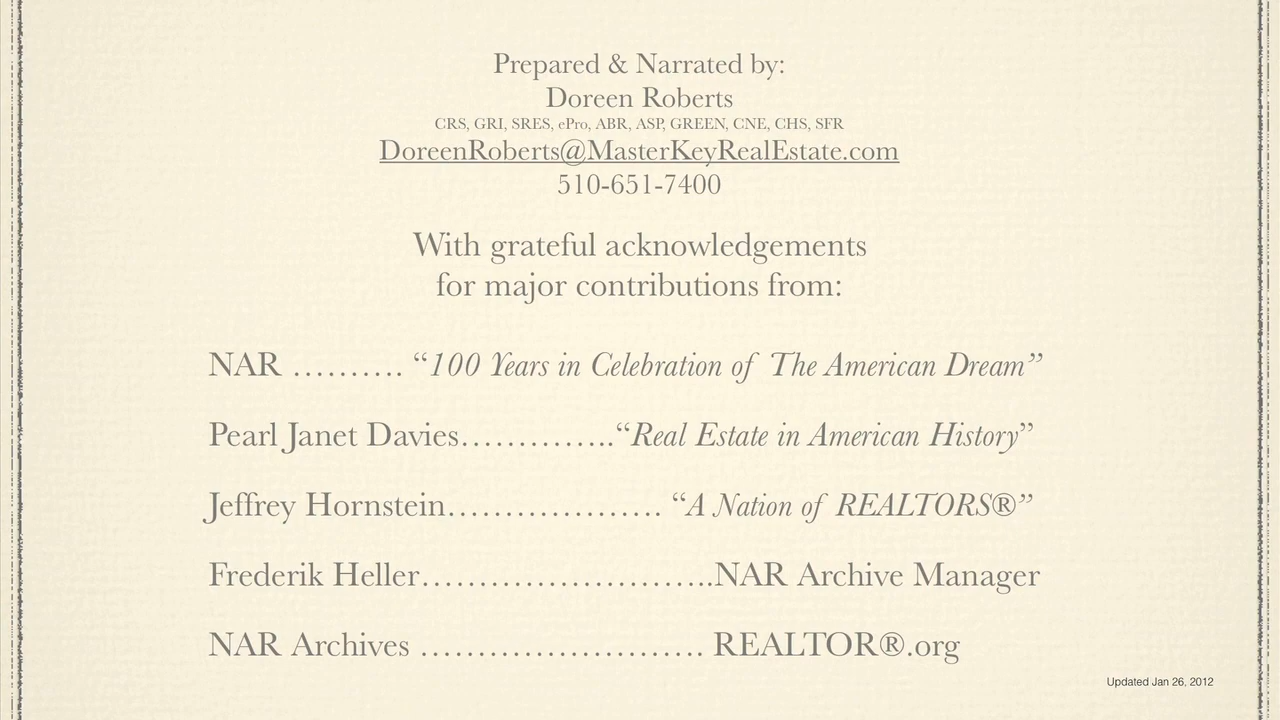 Prepared & Narrated by:
Doreen Roberts
CRS, GRI, SRES, ePro, ABR, ASP, GREEN, CNE, CHS, SFR
DoreenRoberts@MasterKeyRealEstate.com
510-651-7400
With grateful acknowledgements
for major contributions from:
NAR ………. “100 Years in Celebration of The American Dream”
Pearl Janet Davies…………..“Real Estate in American History”
Jeffrey Hornstein………………. “A Nation of REALTORS®”
Frederik Heller……………………..NAR Archive Manager
NAR Archives ……………………. REALTOR®.org
Updated Jan 26, 2012